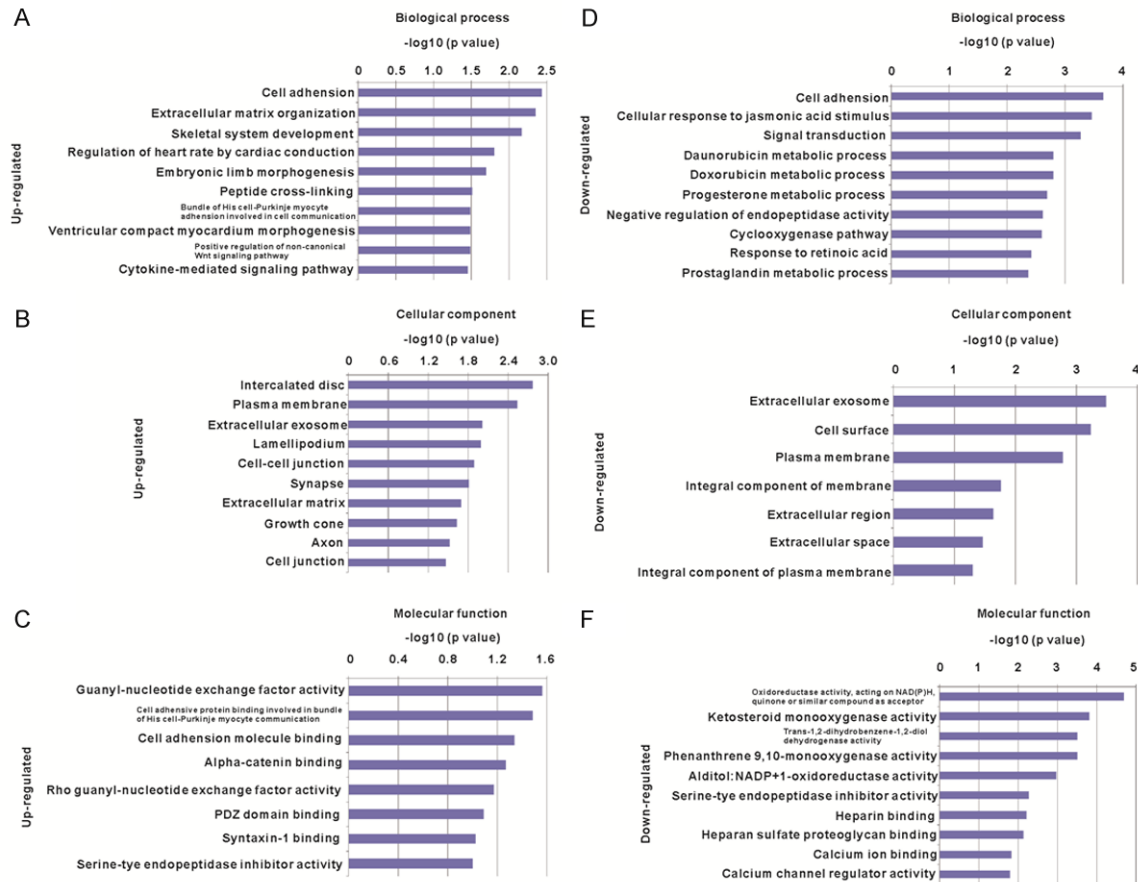 A
Biological process
-log10 (p value)
0 0.5 1.0 1.5 2.0 2.5
Up-regulated
Cell adhension
Extracellular matrix organization
Skeletal system development
Regulation of heart rate by cardiac conduction
Embryonic limb morphogenesis
Peptide cross-linking
Bundle of His cell-Purkinje myocyte
adhension involved in cell communication
Ventricular compact myocardium morphogenesis
Positive regulation of non-canonical
Wnt signaling pathway
Cytokine-mediated signaling pathway
B
Cellular component
-log10 (p value)
0 0.6 1.2 1.8 2.4 3.0
Up-regulated
Intercalated disc
Plasma membrane
Extracellular exosome
Lamellipodium
Cell-cell junction
Synapse
Extracellular matrix
Growth cone
Axon
Cell junction
C
Molecular function
-log10 (p value)
0 0.4 0.8 1.2 1.6
Up-regulated
Guanyl-nucleotide exchange factor activity
Cell adhesive protein binding involved in bundle
of His cell-Purkinje myocyte communication
Cell adhesion molecule binding
Alpha-catenin binding
Rho guanyl-nucleotide exchange factor activity
PDZ domain binding
Syntaxin-1 binding
Serine-tye endopeptidase inhibitor activity
D
Biological process
-log10 (p value)
0 1 2 3 4
Down-regulated
Cell adhension
Cellular response to jasmonic acid stimulus
Signal transduction
Daunorubicin metabolic process
Doxorubicin metabolic process
Progesterone metabolic process
Negative regulation of endopeptidase activity
Cyclooxygenase pathway
Response to retinoic acid
Prostaglandin metabolic process
E
Cellular component
-log10 (p value)
0 1 2 3 4
Down-regulated
Extracellular exosome
Cell surface
Plasma membrane
Integral component of membrane
Extracellular region
Extracellular space
Integral component of plasma membrane
F
Molecular function
-log10 (p value)
0 1 2 3 4 5
Down-regulated
Oxidoreductase activity, acting on NAD(P)H,
quinone or similar compound as acceptor
Ketosteroid monooxygenase activity
Trans-1,2-dihydrobenzene-1,2-diol
dehydrogenase activity
Phenanthrene 9,10-monooxygenase activity
Alditol:NADP+1-oxidoreductase activity
Serine-tye endopeptidase inhibitor activity
Heparin binding
Heparan sulfate proteoglycan binding
Calcium ion binding
Calcium channel regulator activity